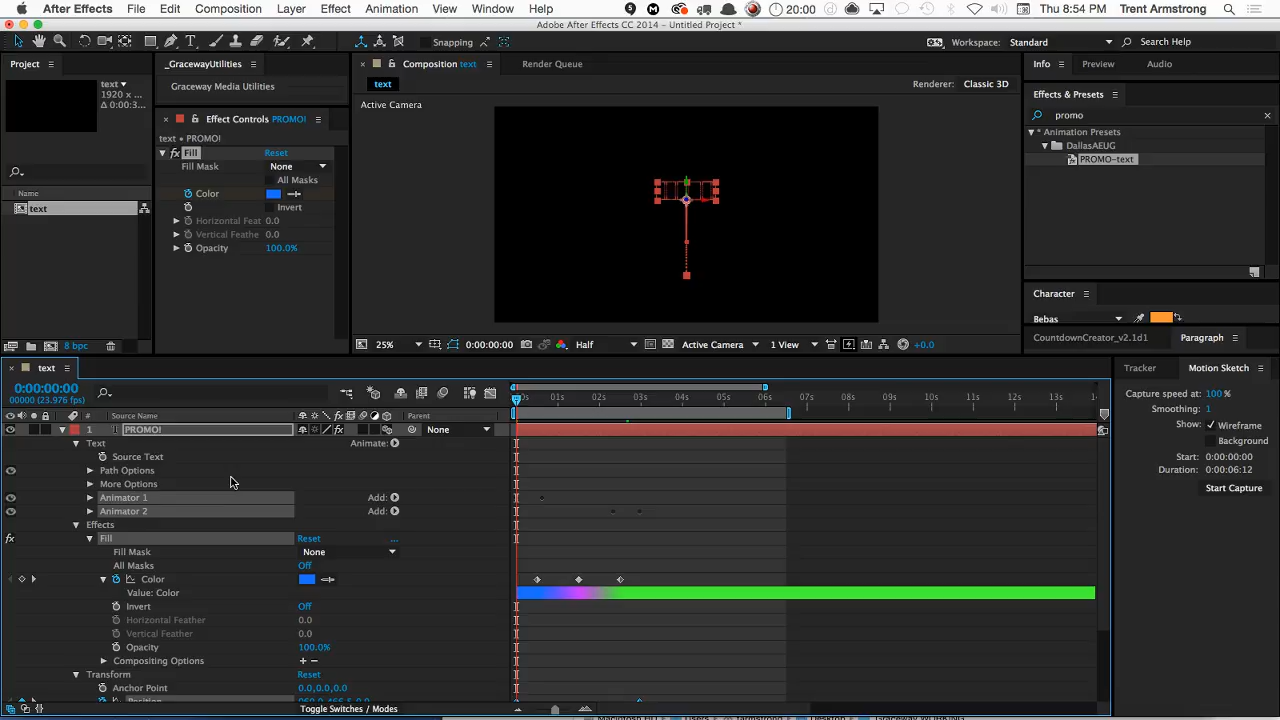 After Effects File Edit Composition Layer Effect Animation View Window Help 20:00 Thu 8:54 PM Trent Armstrong
Adobe After Effects CC 2014 - Untitled Project *
Snapping Workspace: Standard Search Help
Project _GracewayUtilities Composition text Render Queue Info Preview Audio
text
1920 x ...
Δ 0:00:3...
Graceway Media Utilities
text
Renderer: Classic 3D
Active Camera
Effects & Presets
promo
* Animation Presets
DallasAEUG
PROMO-text
Effect Controls PROMO!
text • PROMO!
fx Fill Reset
Fill Mask None
All Masks
Color
Invert
Horizontal Feat 0.0
Vertical Feathe 0.0
Opacity 100.0%
Name
text
Character
Bebas
8 bpc
25% 0:00:00:00 Half Active Camera 1 View +0.0
CountdownCreator_v2.1d1 Paragraph
text
0:00:00:00
00000 (23.976 fps)
# Source Name Parent
01s 02s 03s 04s 05s 06s 07s 08s 09s 10s 11s 12s 13s
1 PROMO! None
Text Animate:
Source Text
Path Options
More Options
Animator 1 Add:
Animator 2 Add:
Effects
Fill Reset ...
Fill Mask None
All Masks Off
Color
Value: Color
Invert Off
Horizontal Feather 0.0
Vertical Feather 0.0
Opacity 100.0%
Compositing Options + −
Transform Reset
Anchor Point 0.0,0.0,0.0
Position
Toggle Switches / Modes
Tracker Motion Sketch
Capture speed at: 100 %
Smoothing: 1
Show: Wireframe
Background
Start: 0:00:00:00
Duration: 0:00:06:12
Start Capture